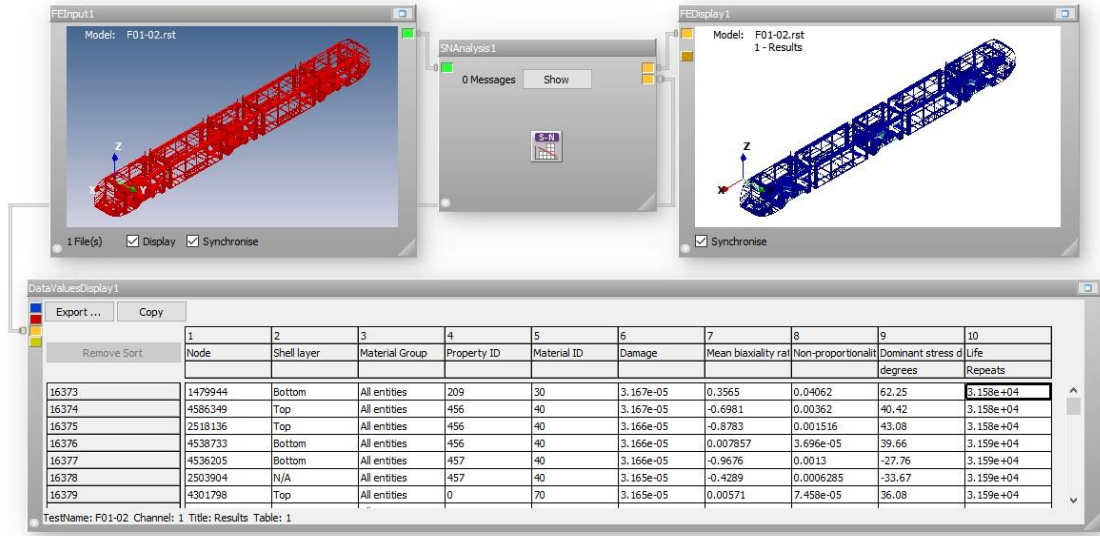 FEInput1
Model: F01-02.rst
Z
X
Y
1 File(s) Display Synchronise
SNAnalysis1
0 Messages Show
S-N
FEDisplay1
Model: F01-02.rst
1 - Results
Z
X
Synchronise
DataValuesDisplay1
Export ... Copy
Remove Sort
1 2 3 4 5 6 7 8 9 10
Node Shell layer Material Group Property ID Material ID Damage Mean biaxiality rat Non-proportionalit Dominant stress d Life
degrees Repeats
16373 1479944 Bottom All entities 209 30 3.167e-05 0.3565 0.04062 62.25 3.158e+04
16374 4586349 Top All entities 456 40 3.167e-05 -0.6981 0.00362 40.42 3.158e+04
16375 2518136 Top All entities 456 40 3.166e-05 -0.8783 0.001516 43.08 3.158e+04
16376 4538733 Bottom All entities 456 40 3.166e-05 0.007857 3.696e-05 39.66 3.159e+04
16377 4536205 Bottom All entities 457 40 3.166e-05 -0.9676 0.0013 -27.76 3.159e+04
16378 2503904 N/A All entities 457 40 3.165e-05 -0.4289 0.0006285 -33.67 3.159e+04
16379 4301798 Top All entities 0 70 3.165e-05 0.00571 7.458e-05 36.08 3.159e+04
TestName: F01-02 Channel: 1 Title: Results Table: 1